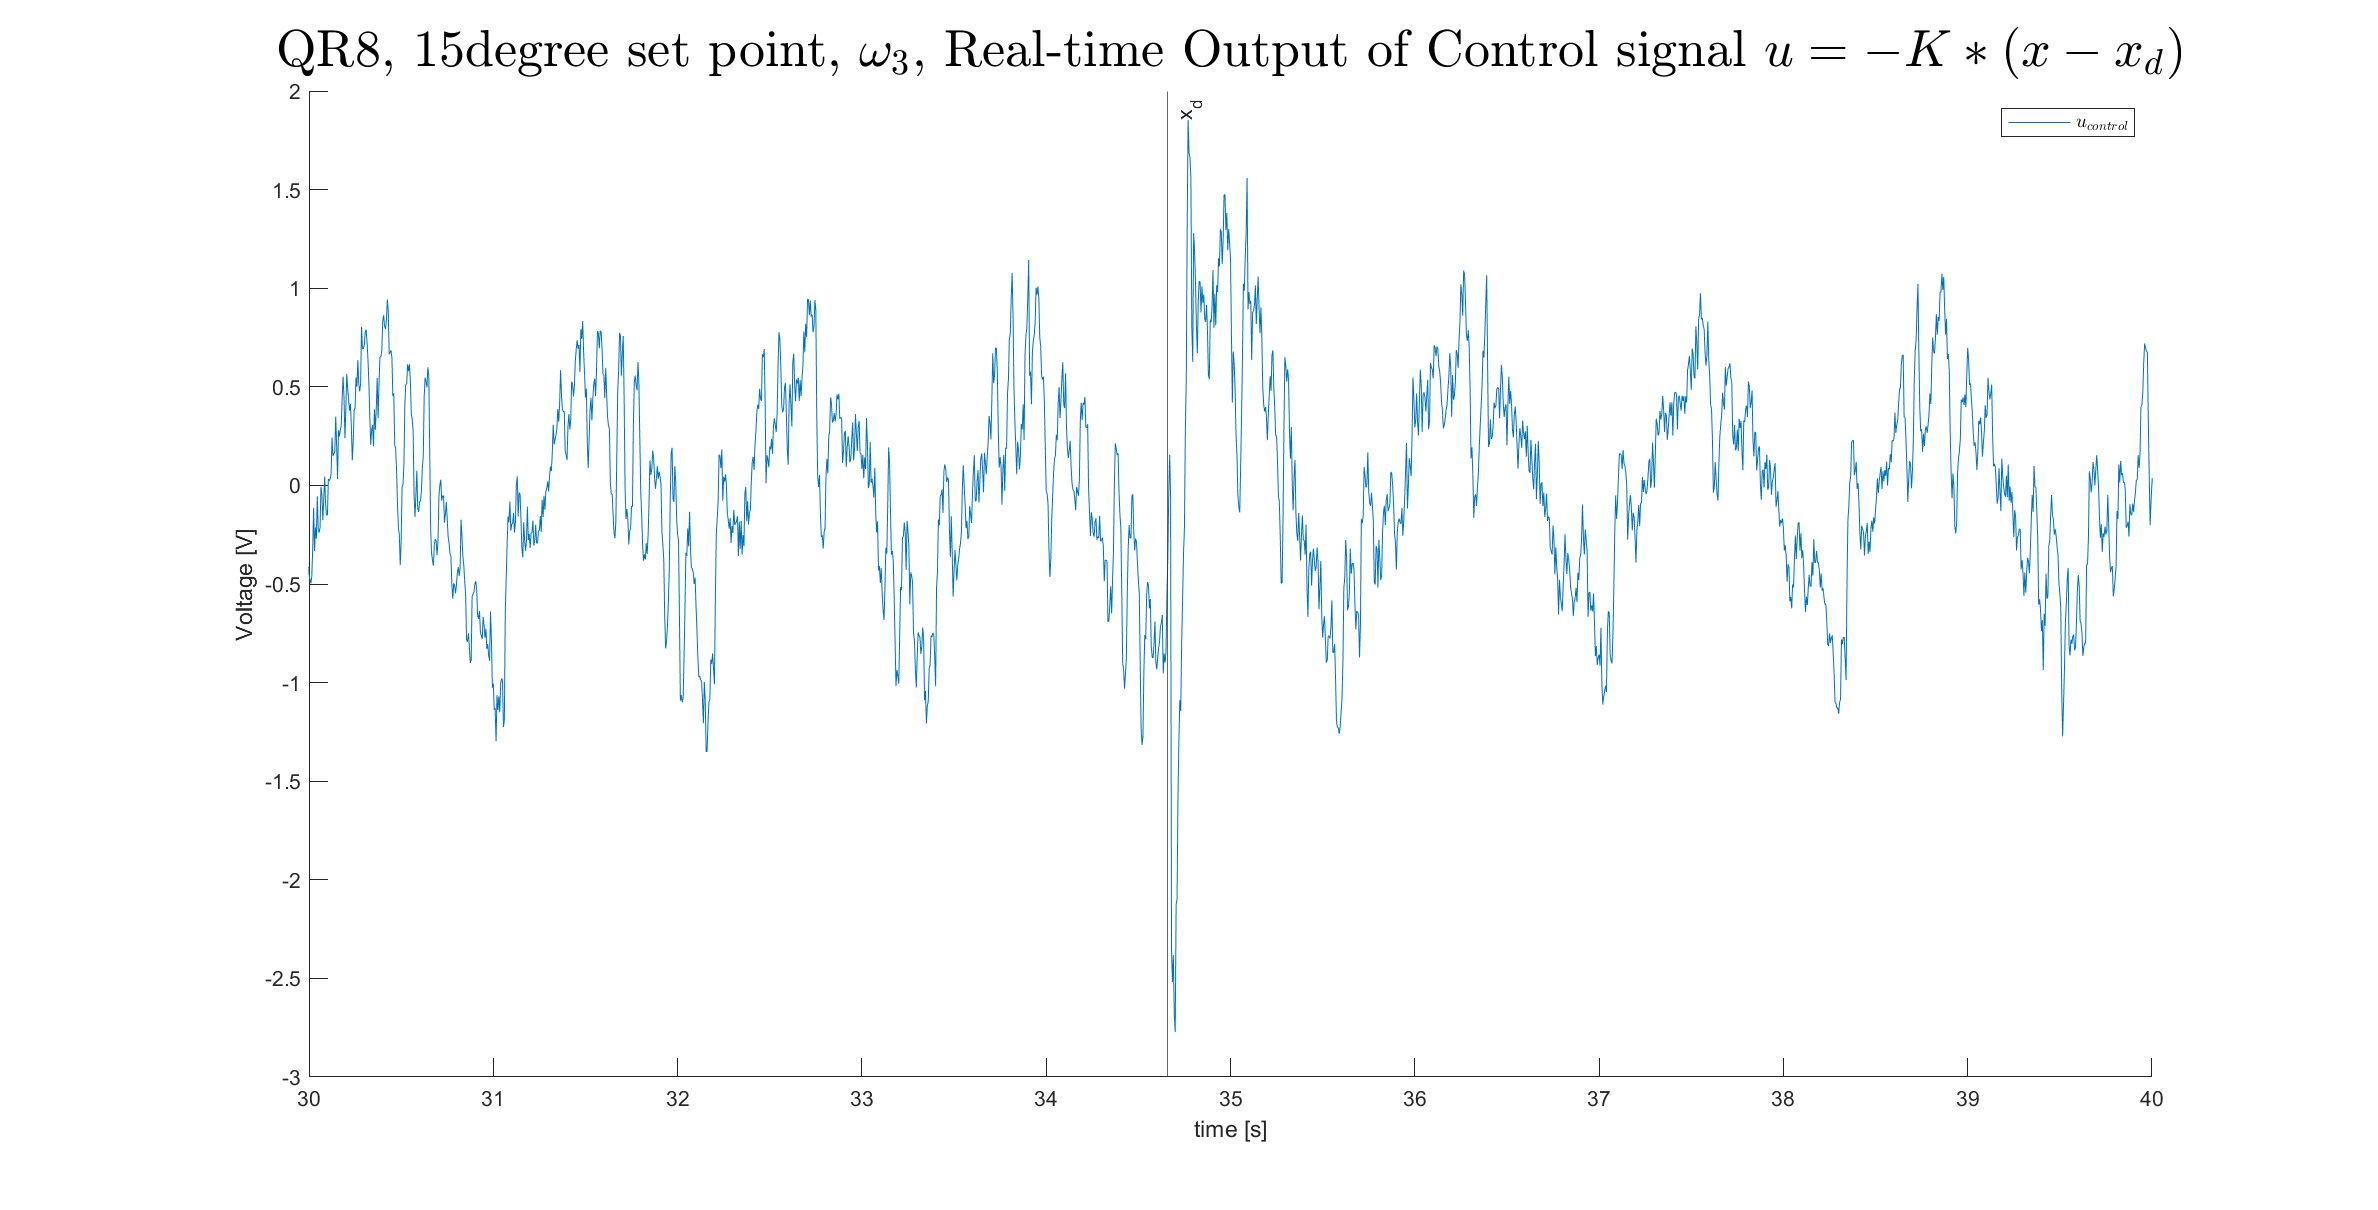 QR8, 15degree set point, ω₃, Real-time Output of Control signal u = −K ∗ (x − x_d)
2
x_d
u_control
1.5
1
0.5
0
-0.5
Voltage [V]
-1
-1.5
-2
-2.5
-3
30 31 32 33 34 35 36 37 38 39 40
time [s]